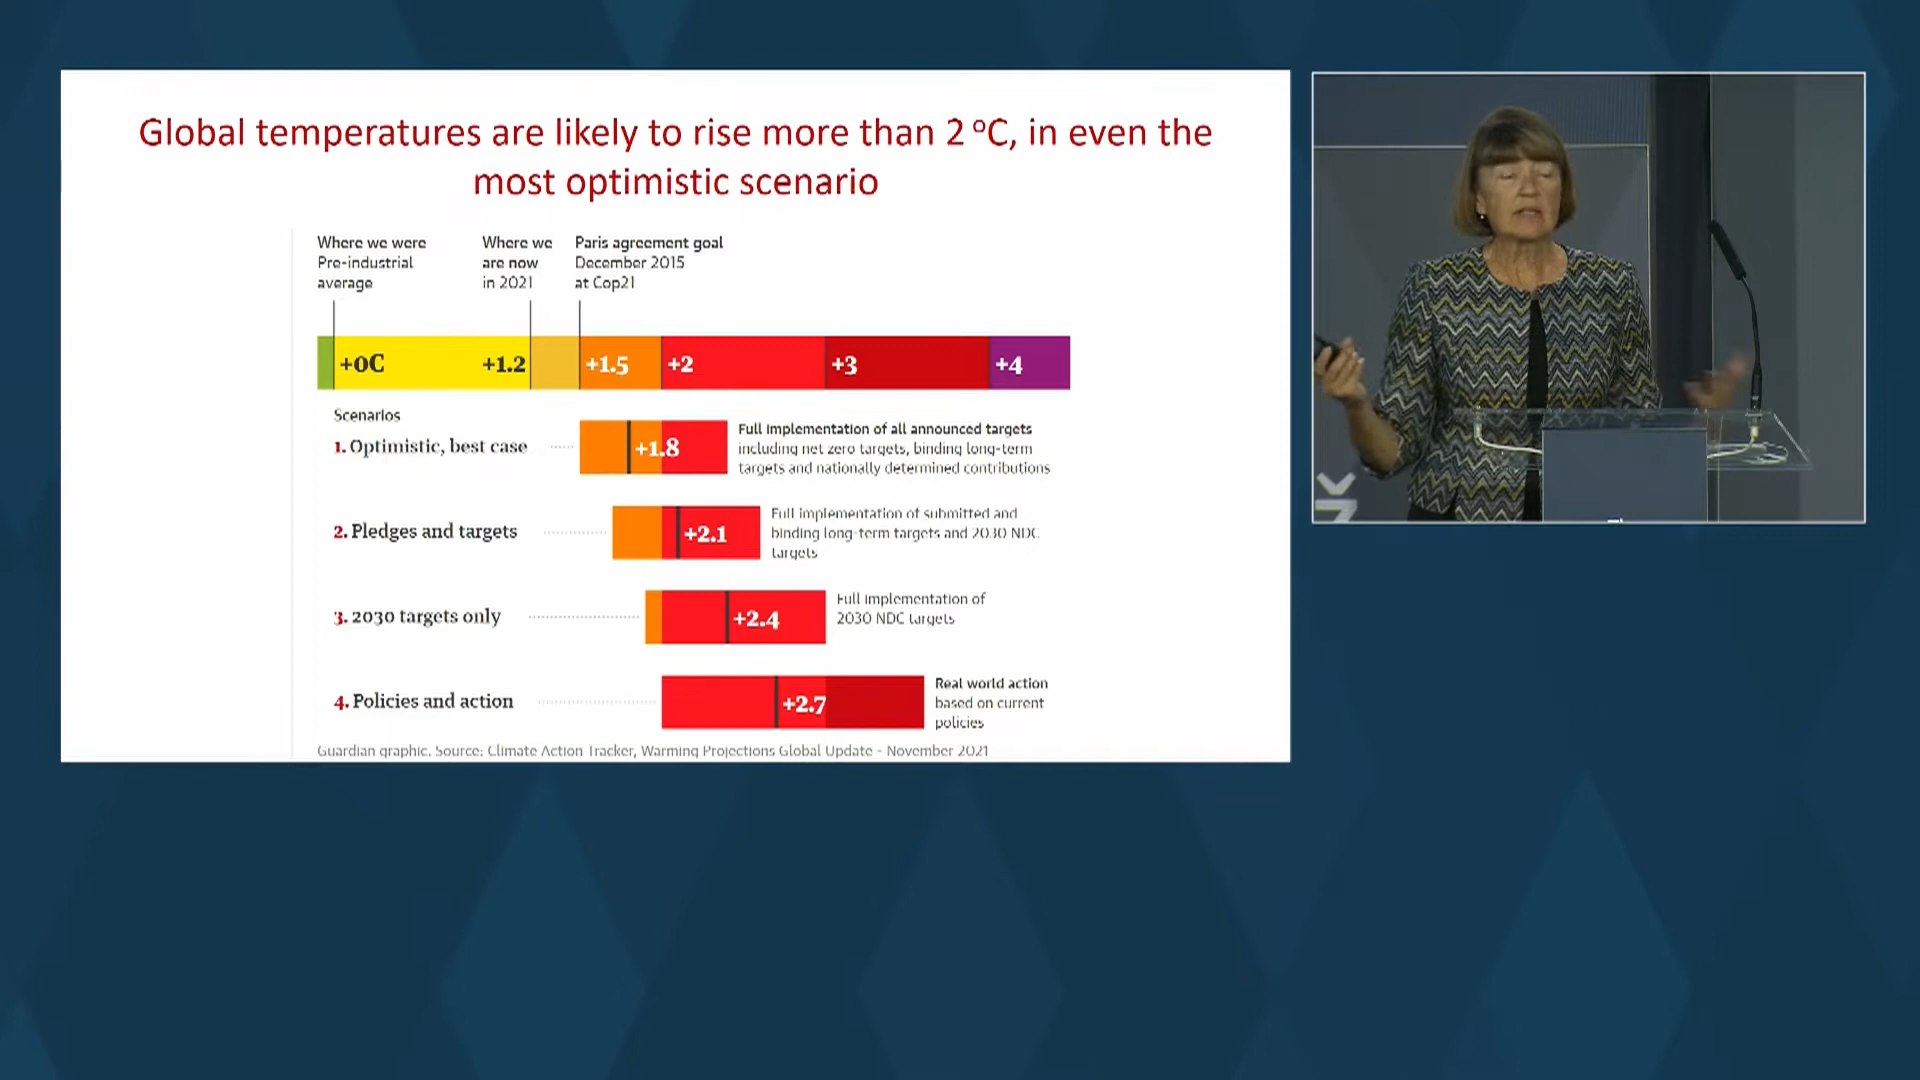 Global temperatures are likely to rise more than 2 ºC, in even the
most optimistic scenario
Where we were
Pre-industrial
average
Where we
are now
in 2021
Paris agreement goal
December 2015
at Cop21
+0C
+1.2
+1.5
+2
+3
+4
Scenarios
1. Optimistic, best case
+1.8
Full implementation of all announced targets
including net zero targets, binding long-term
targets and nationally determined contributions
2. Pledges and targets
+2.1
Full implementation of submitted and
binding long-term targets and 2030 NDC
targets
3. 2030 targets only
+2.4
Full implementation of
2030 NDC targets
4. Policies and action
+2.7
Real world action
based on current
policies
Guardian graphic. Source: Climate Action Tracker, Warming Projections Global Update - November 2021